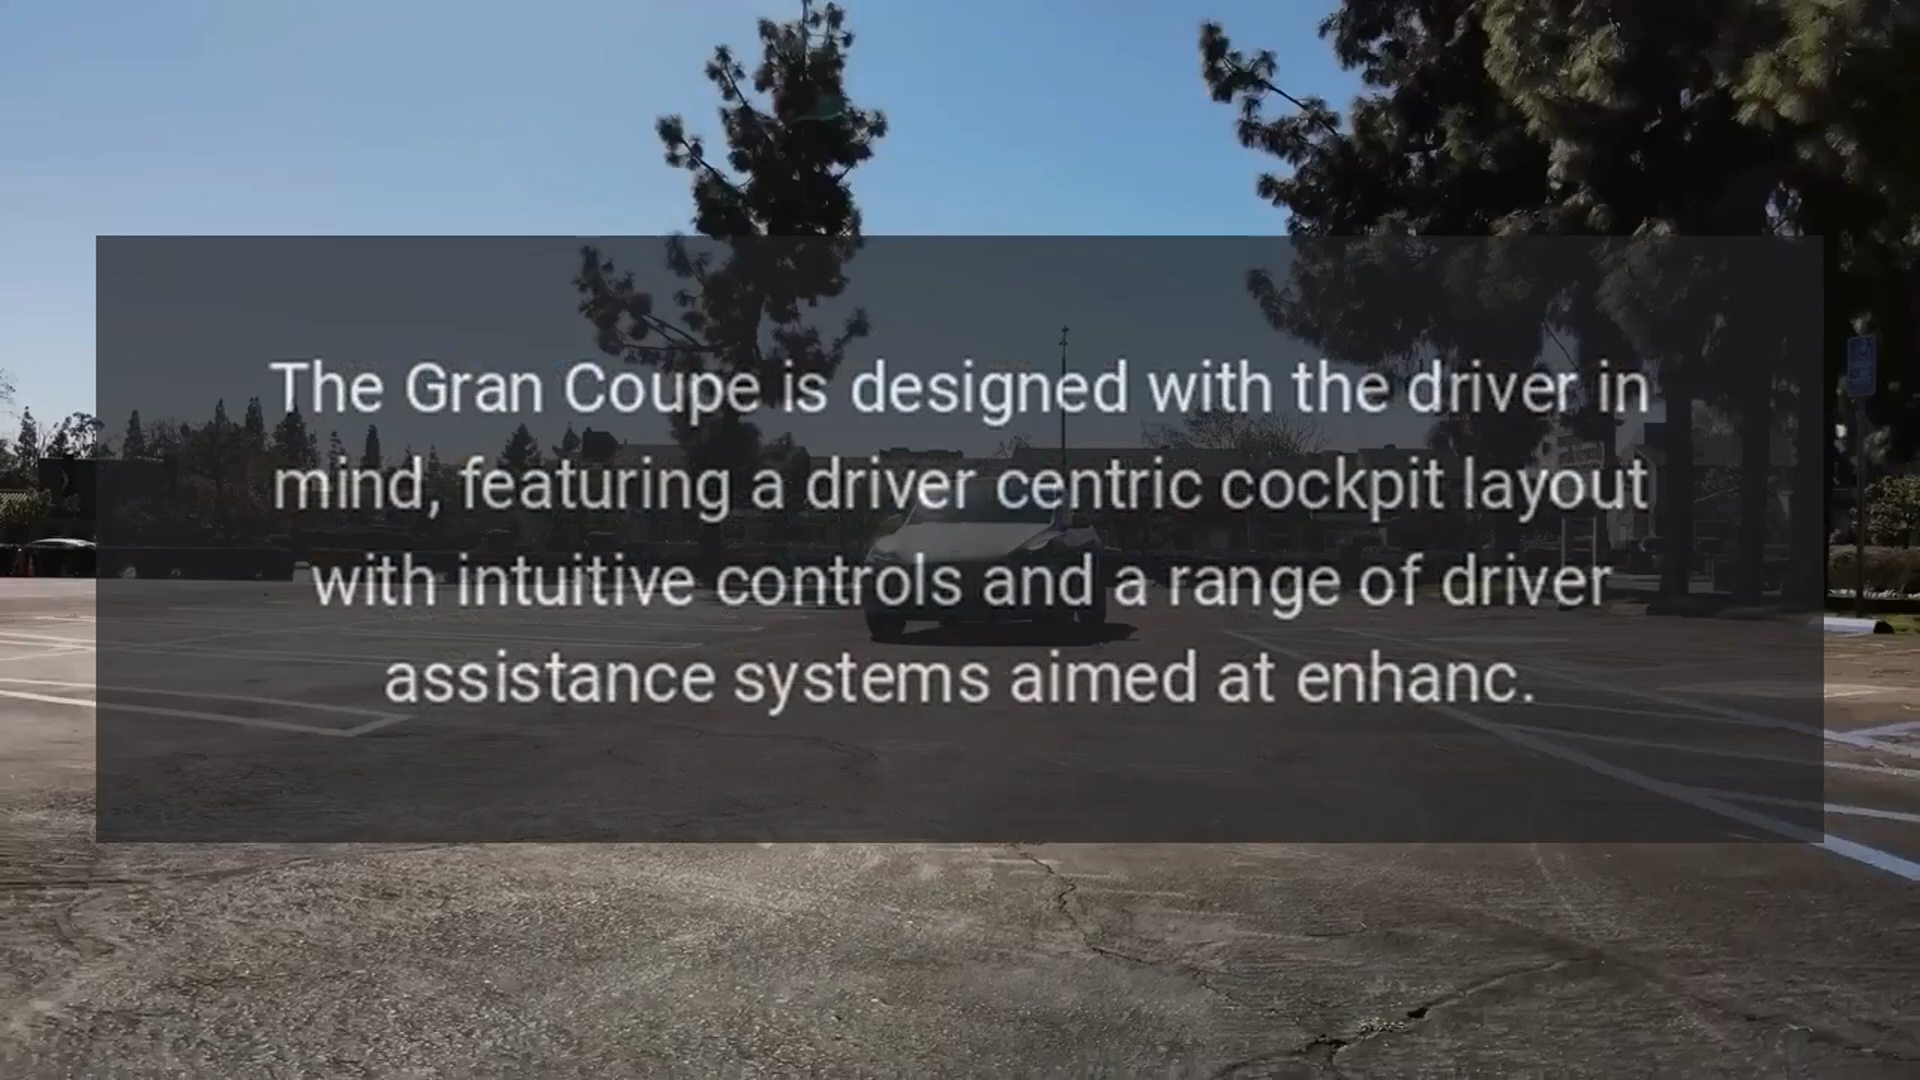 The Gran Coupe is designed with the driver in
mind, featuring a driver centric cockpit layout
with intuitive controls and a range of driver
assistance systems aimed at enhanc.